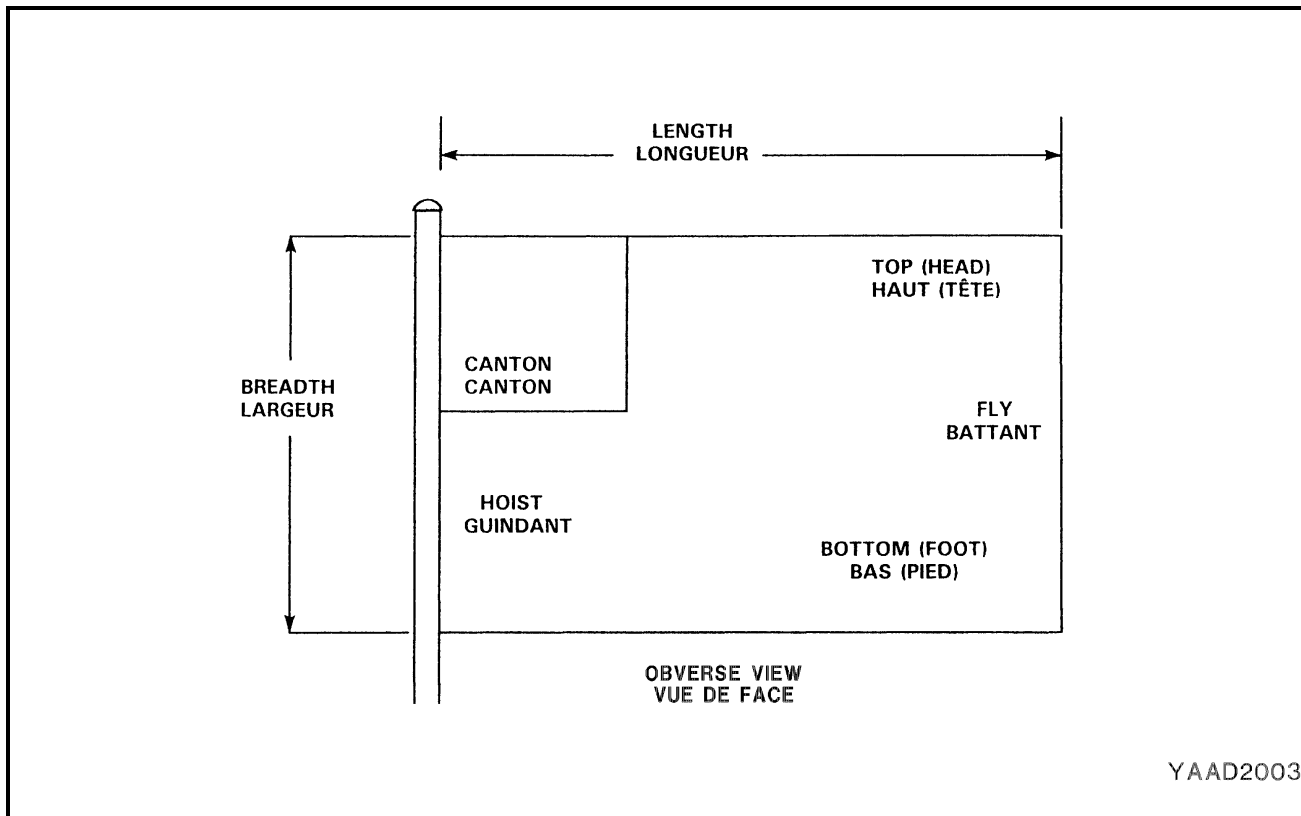 LENGTH
LONGUEUR
TOP (HEAD)
HAUT (TÊTE)
CANTON
CANTON
BREADTH
LARGEUR
FLY
BATTANT
HOIST
GUINDANT
BOTTOM (FOOT)
BAS (PIED)
OBVERSE VIEW
VUE DE FACE
YAAD2003